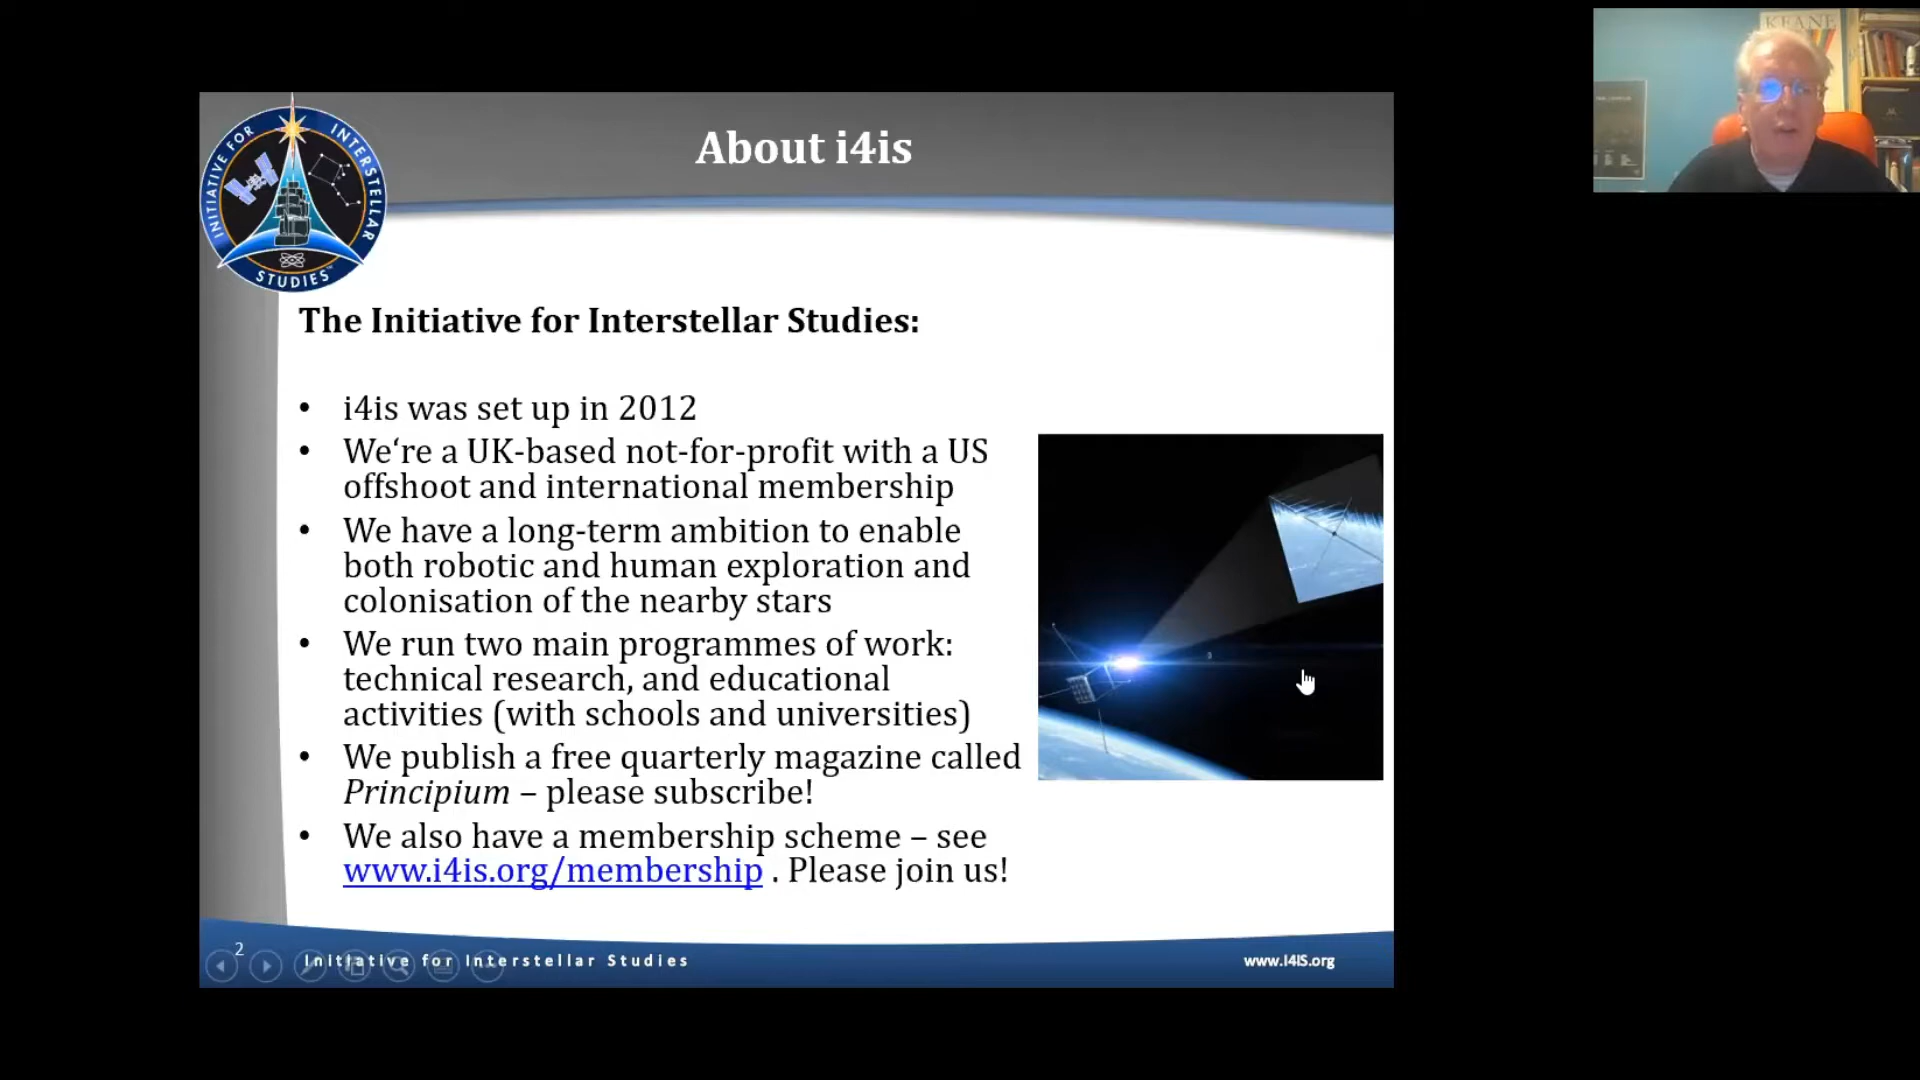 KEANE
INITIATIVE FOR INTERSTELLAR
STUDIES
About i4is
The Initiative for Interstellar Studies:
• i4is was set up in 2012
• We‘re a UK-based not-for-profit with a US
offshoot and international membership
• We have a long-term ambition to enable
both robotic and human exploration and
colonisation of the nearby stars
• We run two main programmes of work:
technical research, and educational
activities (with schools and universities)
• We publish a free quarterly magazine called
Principium – please subscribe!
• We also have a membership scheme – see
www.i4is.org/membership . Please join us!
2
Initiative for Interstellar Studies
www.I4IS.org